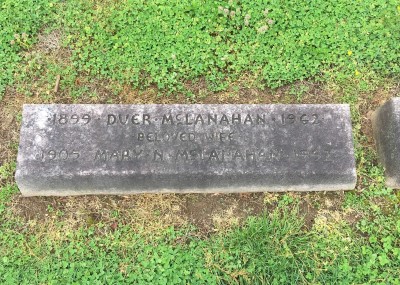 1899 DUER McLANAHAN 1962
BELOVED WIFE
1905 MARY N McLANAHAN